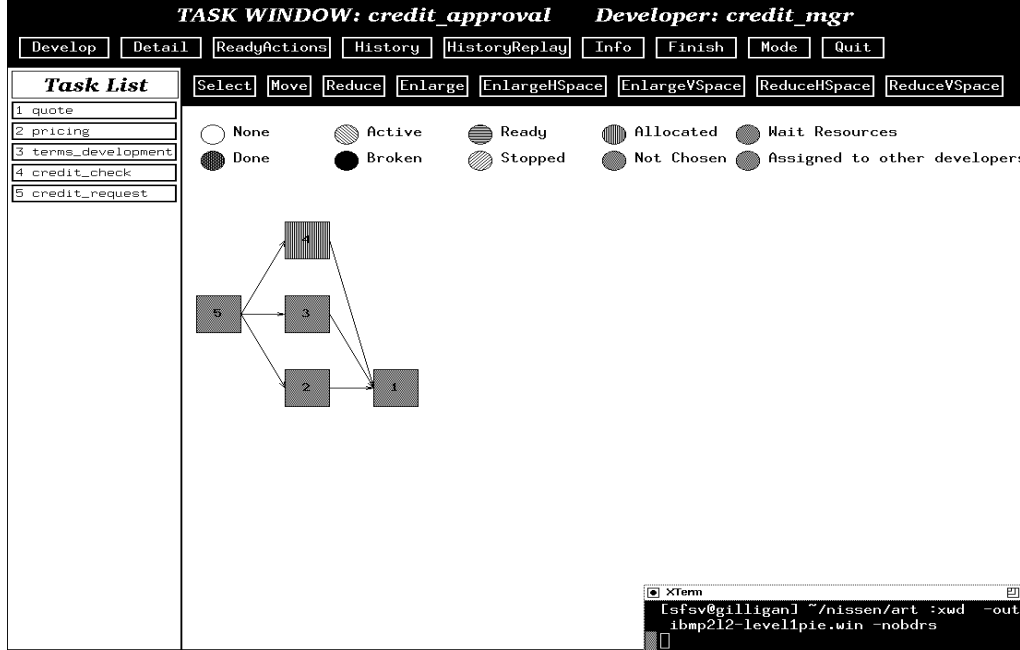 TASK WINDOW: credit_approval Developer: credit_mgr
Develop Detail ReadyActions History HistoryReplay Info Finish Mode Quit
Task List
Select Move Reduce Enlarge EnlargeHSpace EnlargeVSpace ReduceHSpace ReduceVSpace
1 quote
2 pricing
3 terms_development
4 credit_check
5 credit_request
None Active Ready Allocated Wait Resources
Done Broken Stopped Not Chosen Assigned to other developers
4
5 3
2 1
XTerm
[sfsv@gilligan] ~/nissen/art :xwd -out
ibmp2l2-level1pie.win -nobdrs